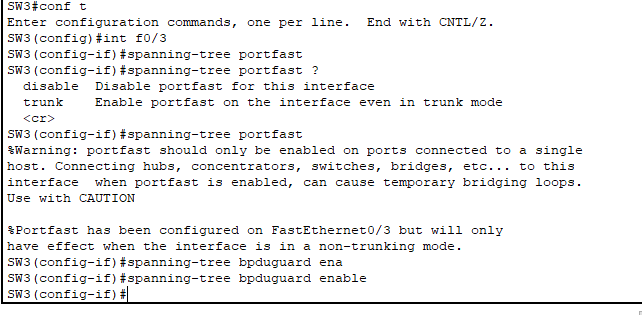 SW3#conf t
Enter configuration commands, one per line.  End with CNTL/Z.
SW3(config)#int f0/3
SW3(config-if)#spanning-tree portfast
SW3(config-if)#spanning-tree portfast ?
  disable  Disable portfast for this interface
  trunk    Enable portfast on the interface even in trunk mode
  <cr>
SW3(config-if)#spanning-tree portfast
%Warning: portfast should only be enabled on ports connected to a single
host. Connecting hubs, concentrators, switches, bridges, etc... to this
interface  when portfast is enabled, can cause temporary bridging loops.
Use with CAUTION

%Portfast has been configured on FastEthernet0/3 but will only
have effect when the interface is in a non-trunking mode.
SW3(config-if)#spanning-tree bpduguard ena
SW3(config-if)#spanning-tree bpduguard enable
SW3(config-if)#